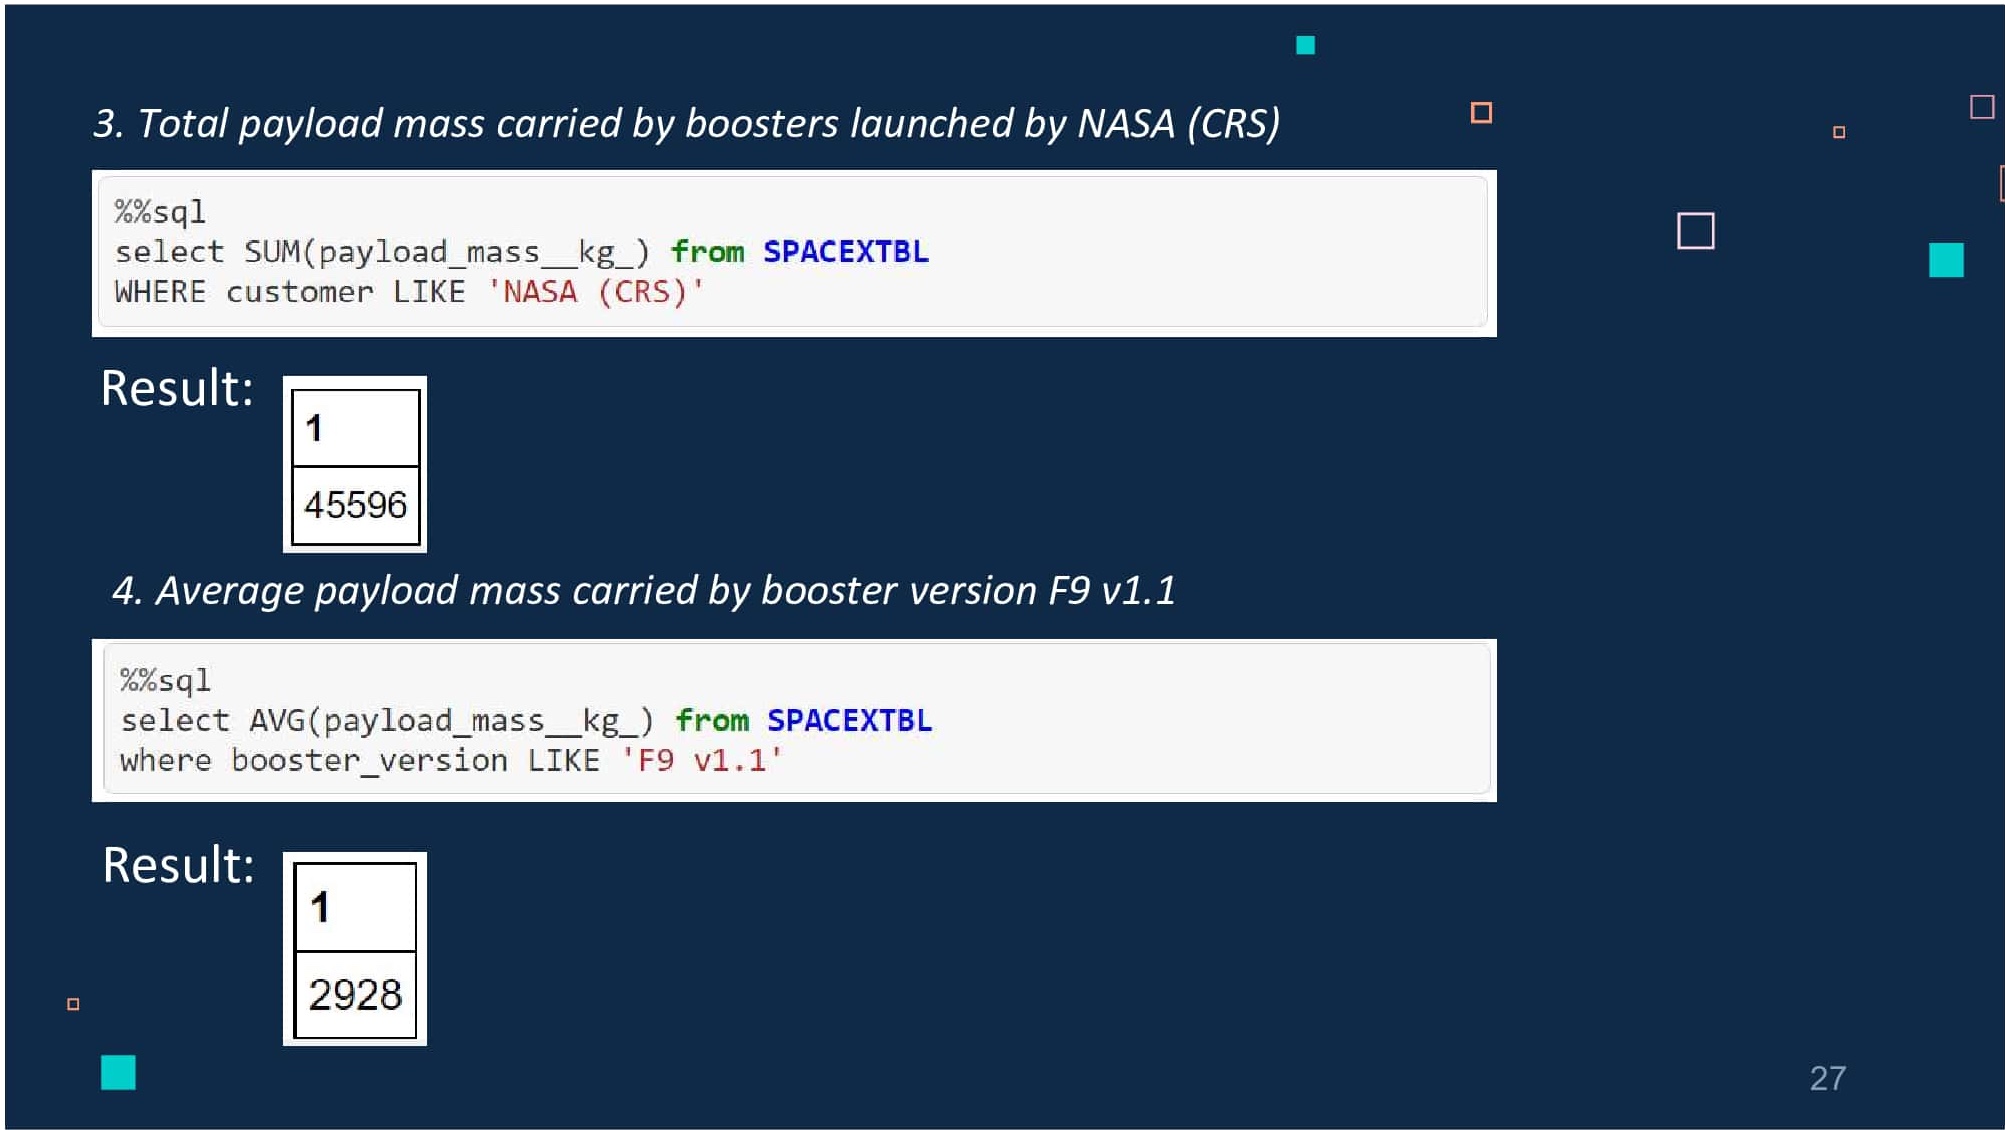 3. Total payload mass carried by boosters launched by NASA (CRS)
%%sql
select SUM(payload_mass__kg_) from SPACEXTBL
WHERE customer LIKE 'NASA (CRS)'
Result:
1
45596
4. Average payload mass carried by booster version F9 v1.1
%%sql
select AVG(payload_mass__kg_) from SPACEXTBL
where booster_version LIKE 'F9 v1.1'
Result:
1
2928
27